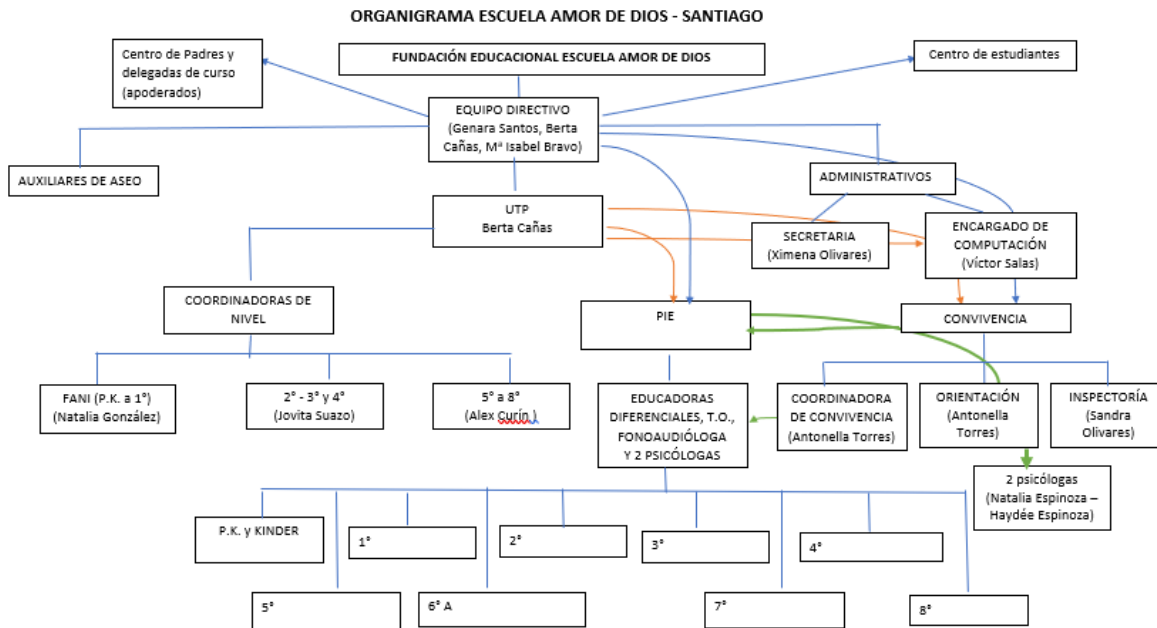 ORGANIGRAMA ESCUELA AMOR DE DIOS - SANTIAGO
Centro de Padres y
delegadas de curso
(apoderados)
FUNDACIÓN EDUCACIONAL ESCUELA AMOR DE DIOS
Centro de estudiantes
EQUIPO DIRECTIVO
(Genara Santos, Berta
Cañas, Mª Isabel Bravo)
AUXILIARES DE ASEO
ADMINISTRATIVOS
UTP
Berta Cañas
SECRETARIA
(Ximena Olivares)
ENCARGADO DE
COMPUTACIÓN
(Víctor Salas)
COORDINADORAS DE
NIVEL
PIE
CONVIVENCIA
FANI (P.K. a 1°)
(Natalia González)
2° - 3° y 4°
(Jovita Suazo)
5° a 8°
(Alex Curín )
EDUCADORAS
DIFERENCIALES, T.O.,
FONOAUDIÓLOGA
Y 2 PSICÓLOGAS
COORDINADORA
DE CONVIVENCIA
(Antonella Torres)
ORIENTACIÓN
(Antonella
Torres)
INSPECTORÍA
(Sandra
Olivares)
2 psicólogas
(Natalia Espinoza –
Haydée Espinoza)
P.K. y KINDER
1°
2°
3°
4°
5°
6° A
7°
8°